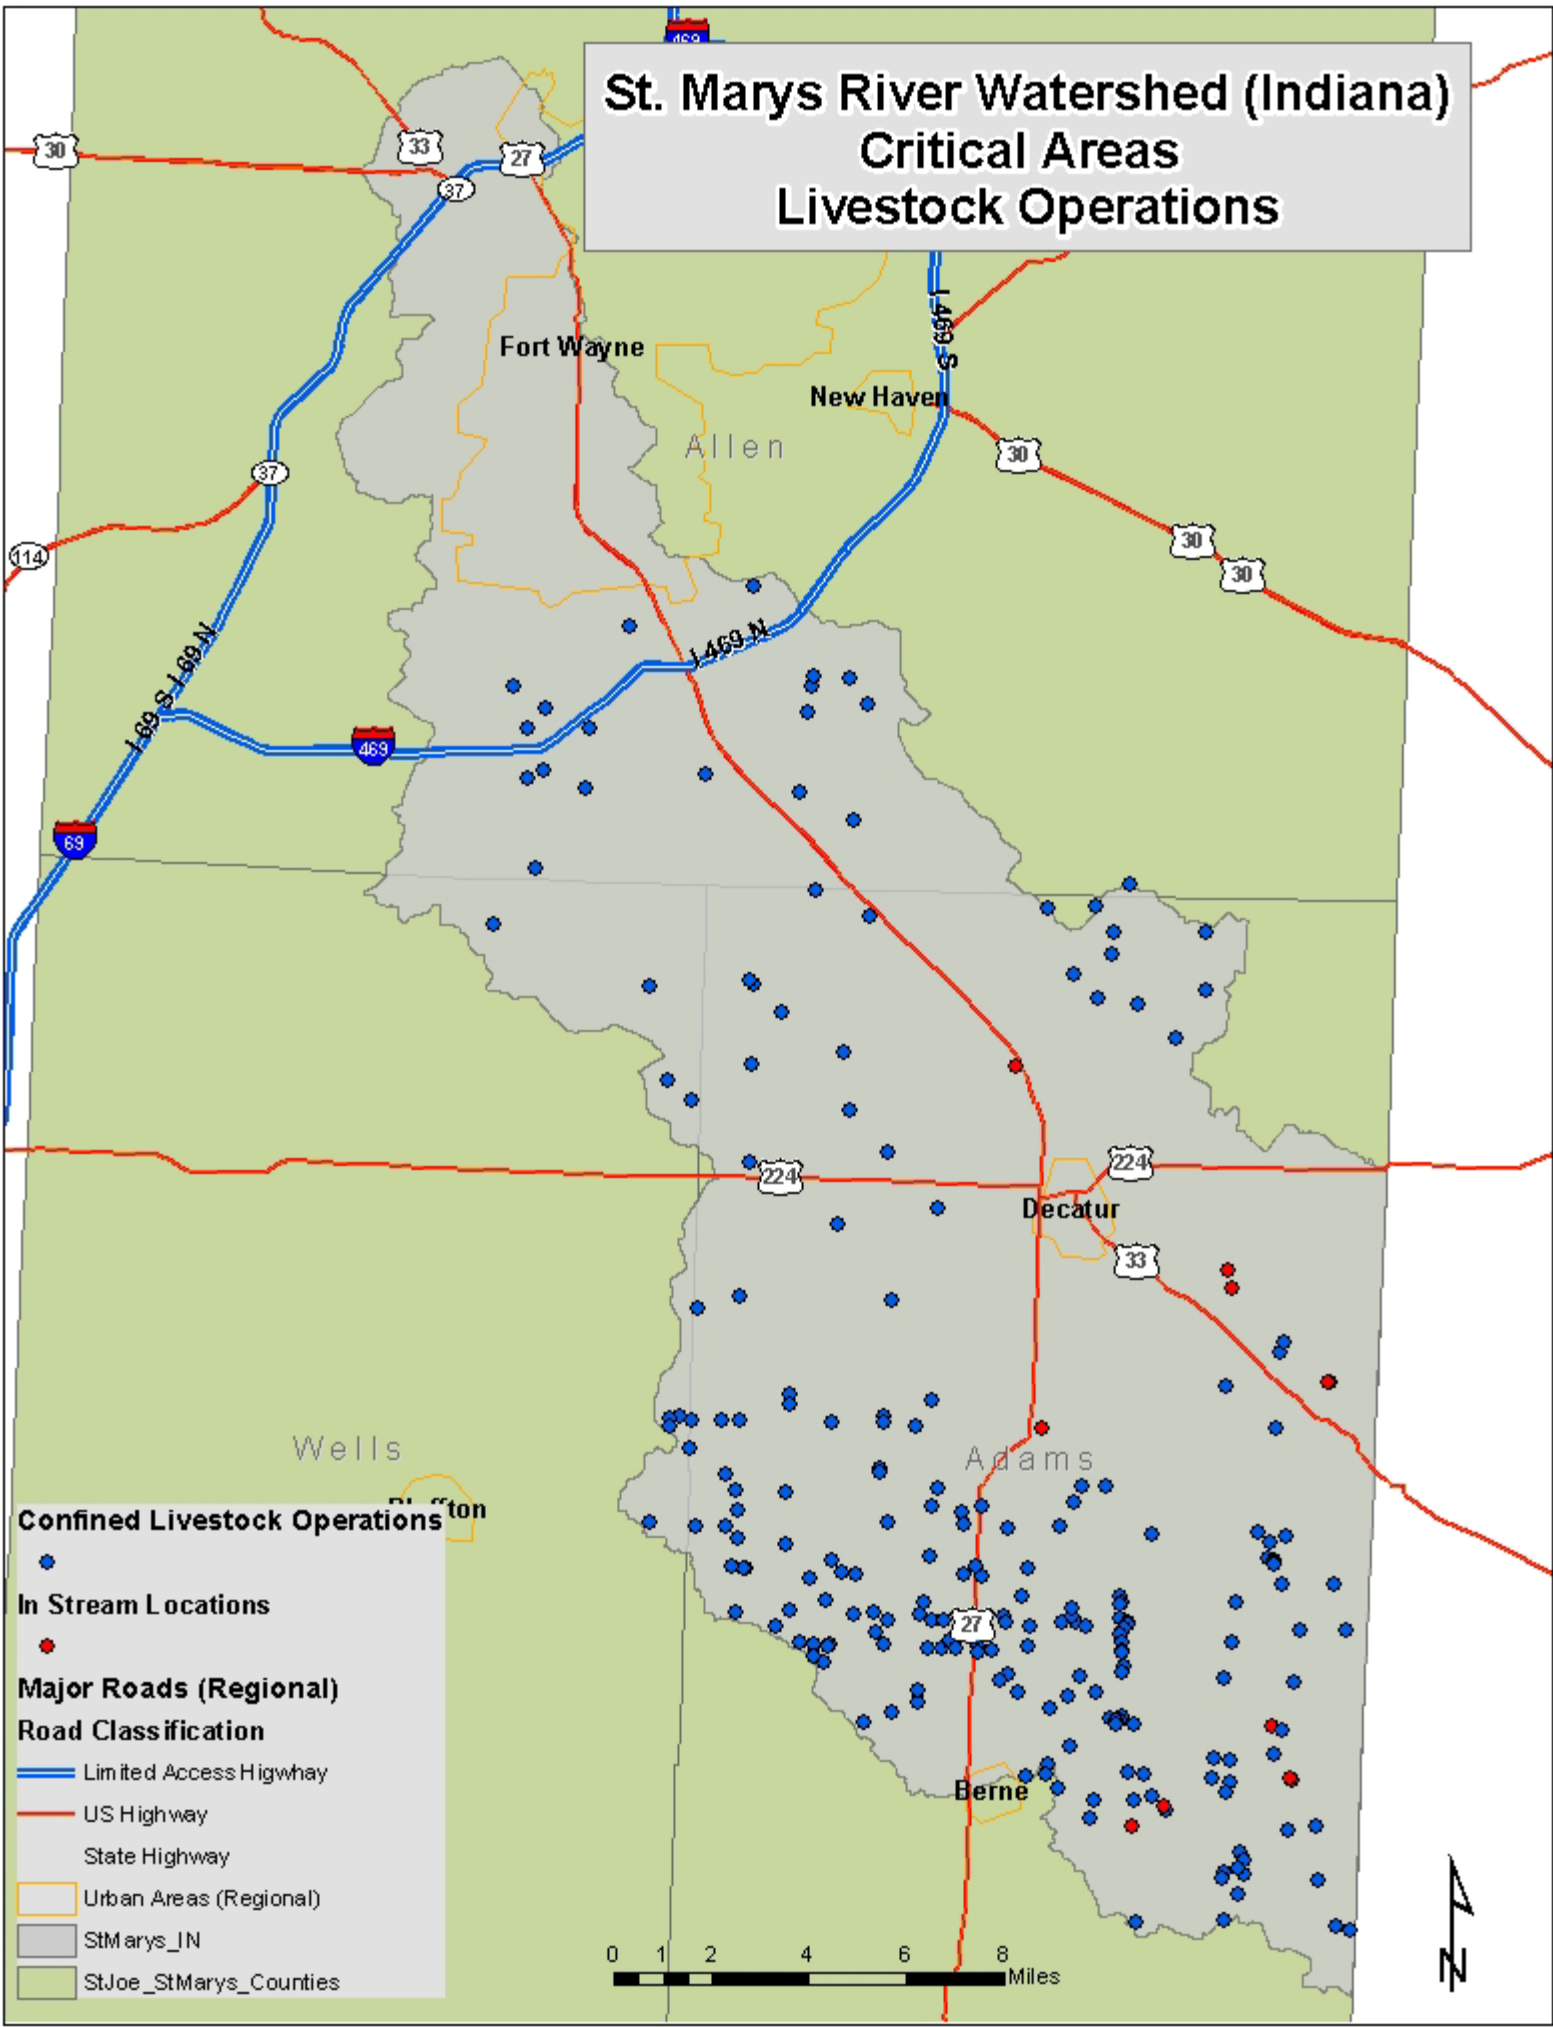 469
St. Marys River Watershed (Indiana)
Critical Areas
Livestock Operations
30
33
27
37
I 469 S
Fort Wayne
New Haven
Allen
30
37
30
114
30
I 469 N
I 69 S I 69 N
469
69
224
224
Decatur
33
Wells
Adams
Confined Livestock Operations
In Stream Locations
27
Major Roads (Regional)
Road Classification
Limited Access Higwhay
Berne
US Highway
State Highway
Urban Areas (Regional)
StMarys_IN
0 1 2 4 6 8
Miles
N
StJoe_StMarys_Counties